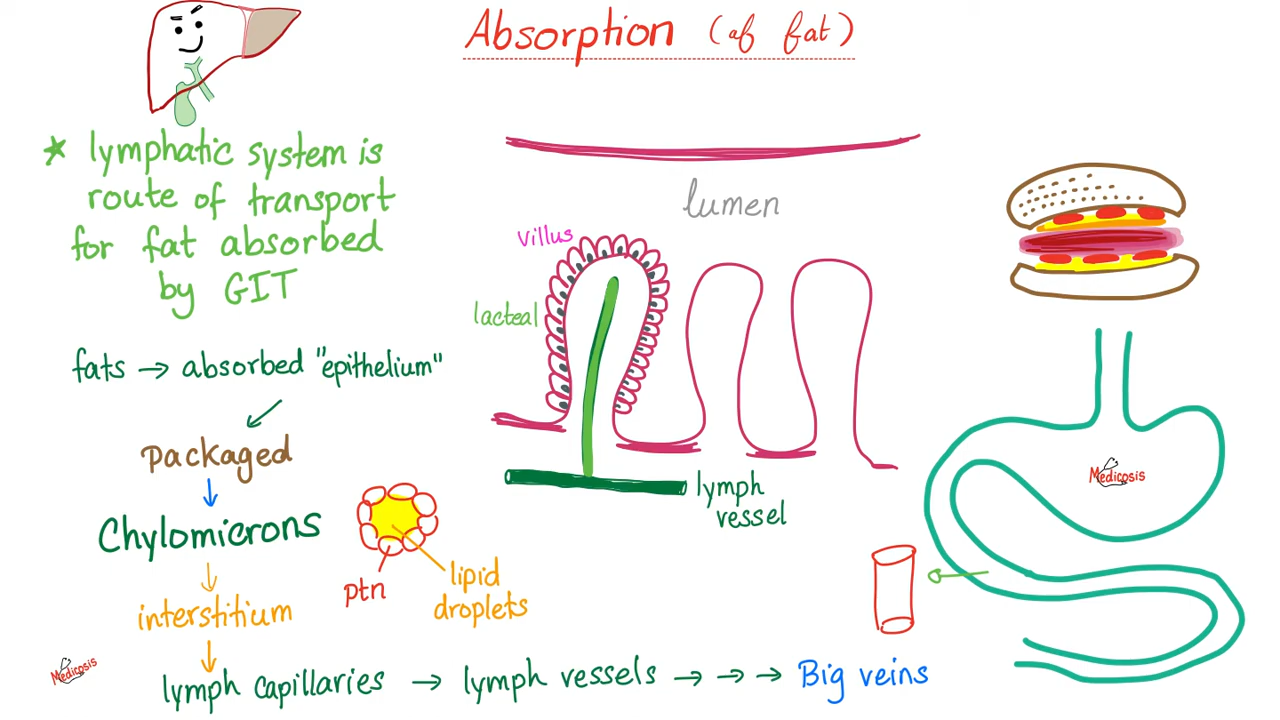 Absorption (of fat)
* lymphatic system is
route of transport
for fat absorbed
by GIT
fats → absorbed "epithelium"
packaged
Chylomicrons
ptn
lipid
droplets
interstitium
lymph capillaries → lymph vessels → → → Big veins
lumen
villus
lacteal
lymph
vessel
Medicosis
Medicosis